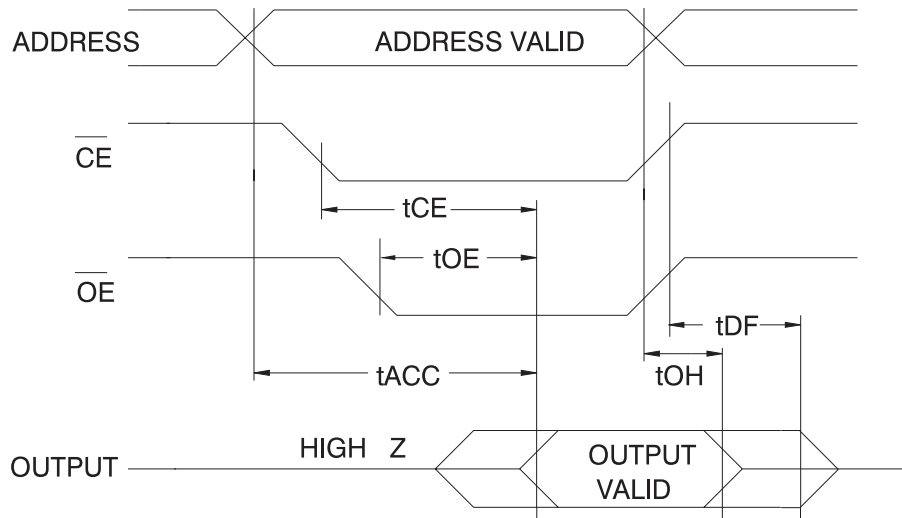 ADDRESS
ADDRESS VALID
CE
tCE
tOE
OE
tDF
tACC
tOH
HIGH Z
OUTPUT
OUTPUT
VALID